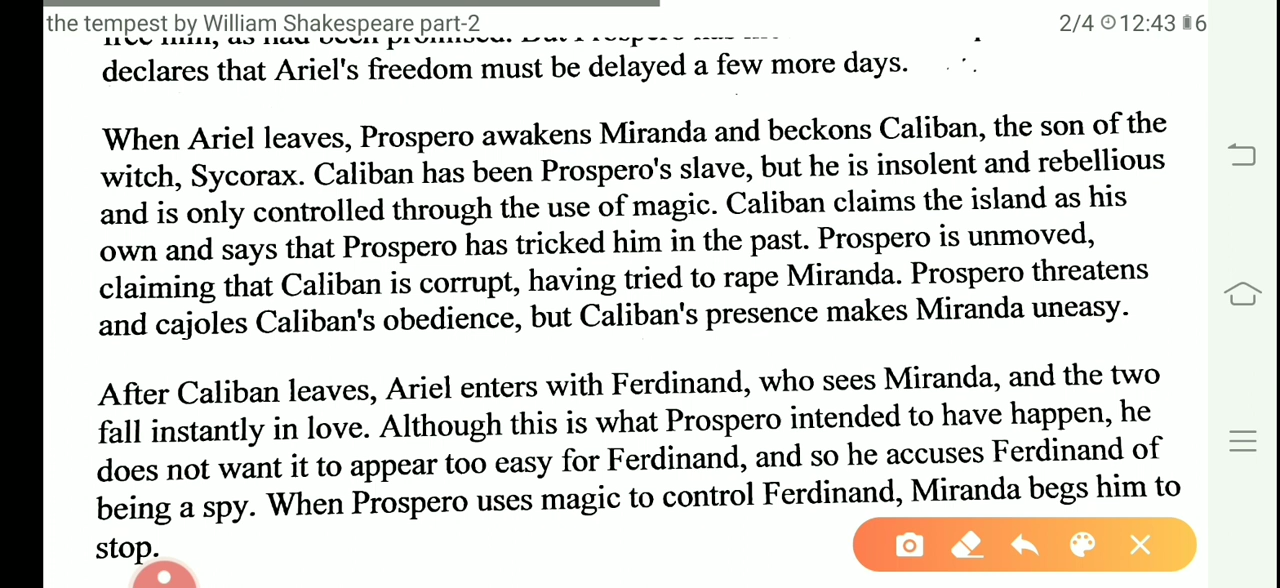 the tempest by William Shakespeare part-2
2/4 12:43 6
declares that Ariel's freedom must be delayed a few more days.
When Ariel leaves, Prospero awakens Miranda and beckons Caliban, the son of the
witch, Sycorax. Caliban has been Prospero's slave, but he is insolent and rebellious
and is only controlled through the use of magic. Caliban claims the island as his
own and says that Prospero has tricked him in the past. Prospero is unmoved,
claiming that Caliban is corrupt, having tried to rape Miranda. Prospero threatens
and cajoles Caliban's obedience, but Caliban's presence makes Miranda uneasy.
After Caliban leaves, Ariel enters with Ferdinand, who sees Miranda, and the two
fall instantly in love. Although this is what Prospero intended to have happen, he
does not want it to appear too easy for Ferdinand, and so he accuses Ferdinand of
being a spy. When Prospero uses magic to control Ferdinand, Miranda begs him to
stop.